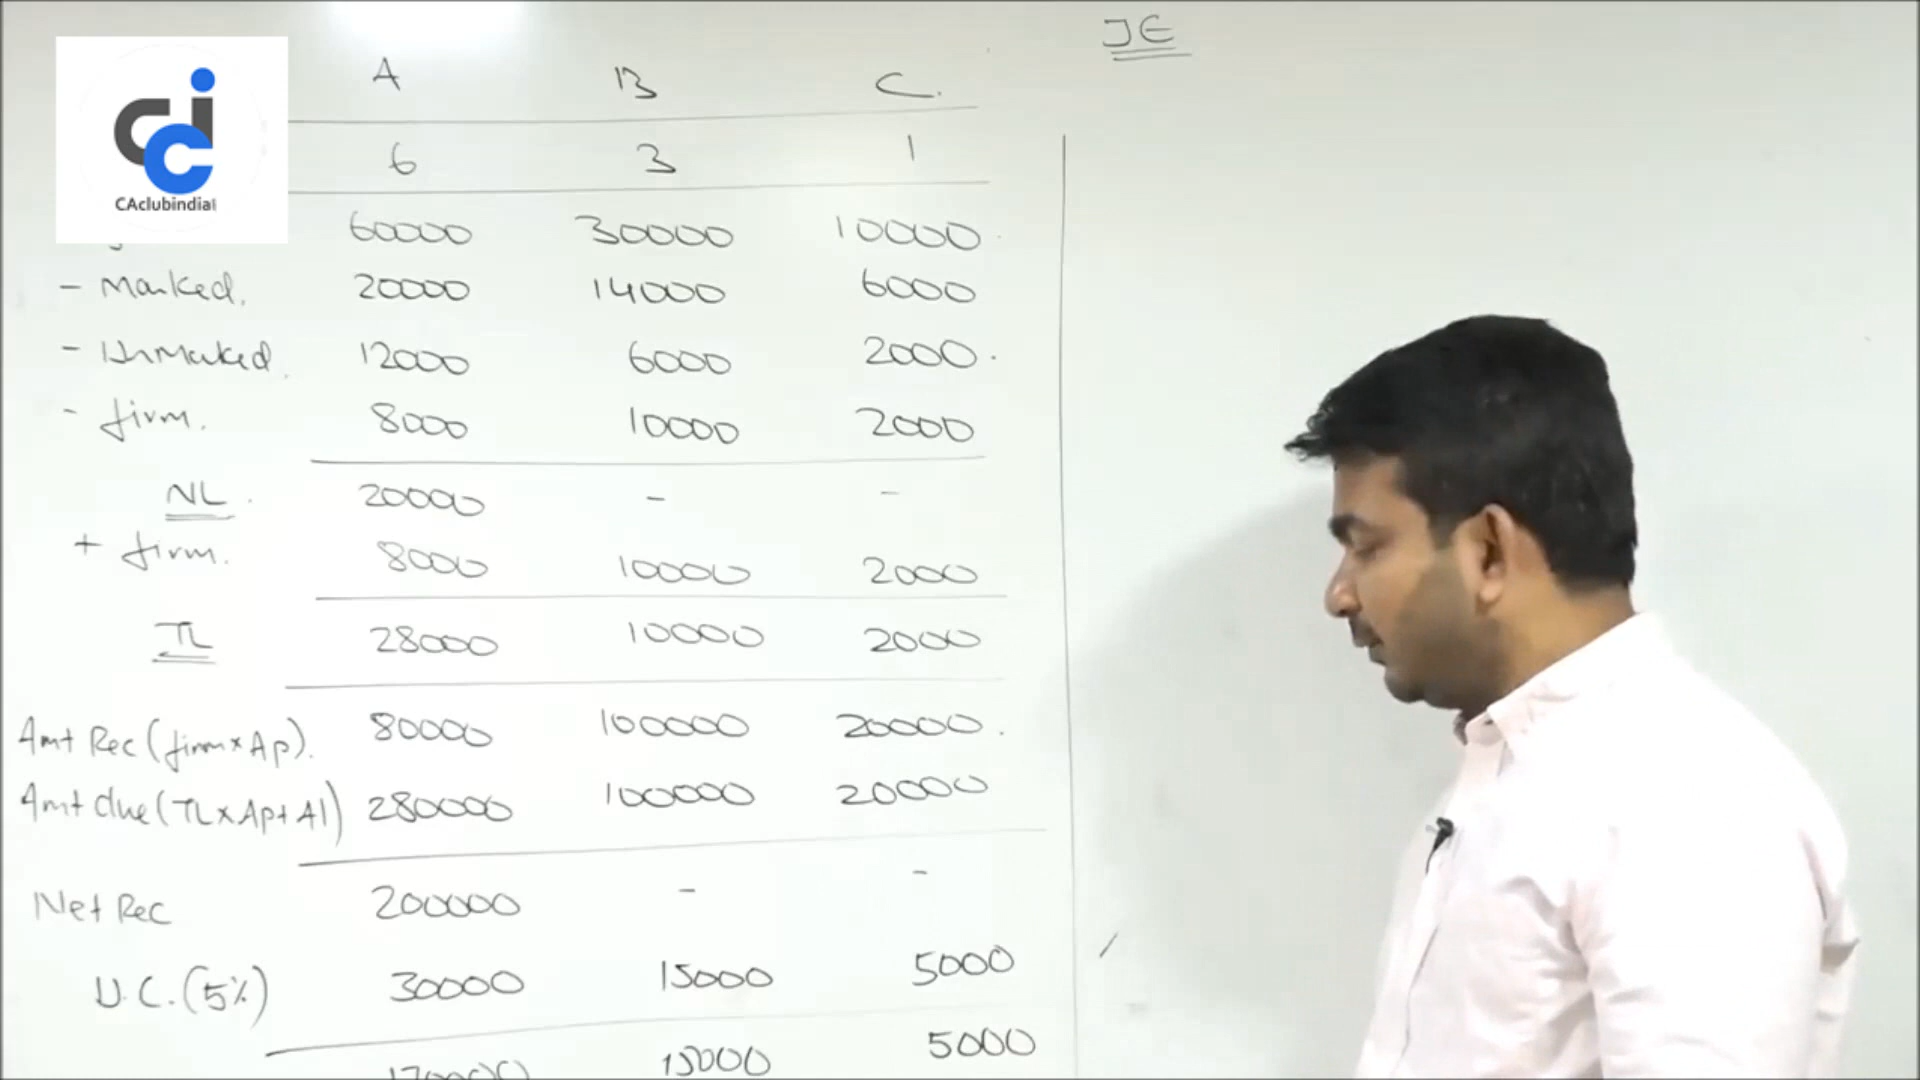 JE
A B C.
6 3 1
CAclubindia
60000 30000 10000
- Marked. 20000 14000 6000
- UnMarked. 12000 6000 2000.
- firm. 8000 10000 2000
NL. 20000 - -
+ firm. 8000 10000 2000
TL 28000 10000 2000
Amt Rec (firm x Ap). 80000 100000 20000.
Amt due (TL x Ap + Al) 280000 100000 20000
Net Rec 200000 - -
U.C. (5%) 30000 15000 5000
170000 15000 5000